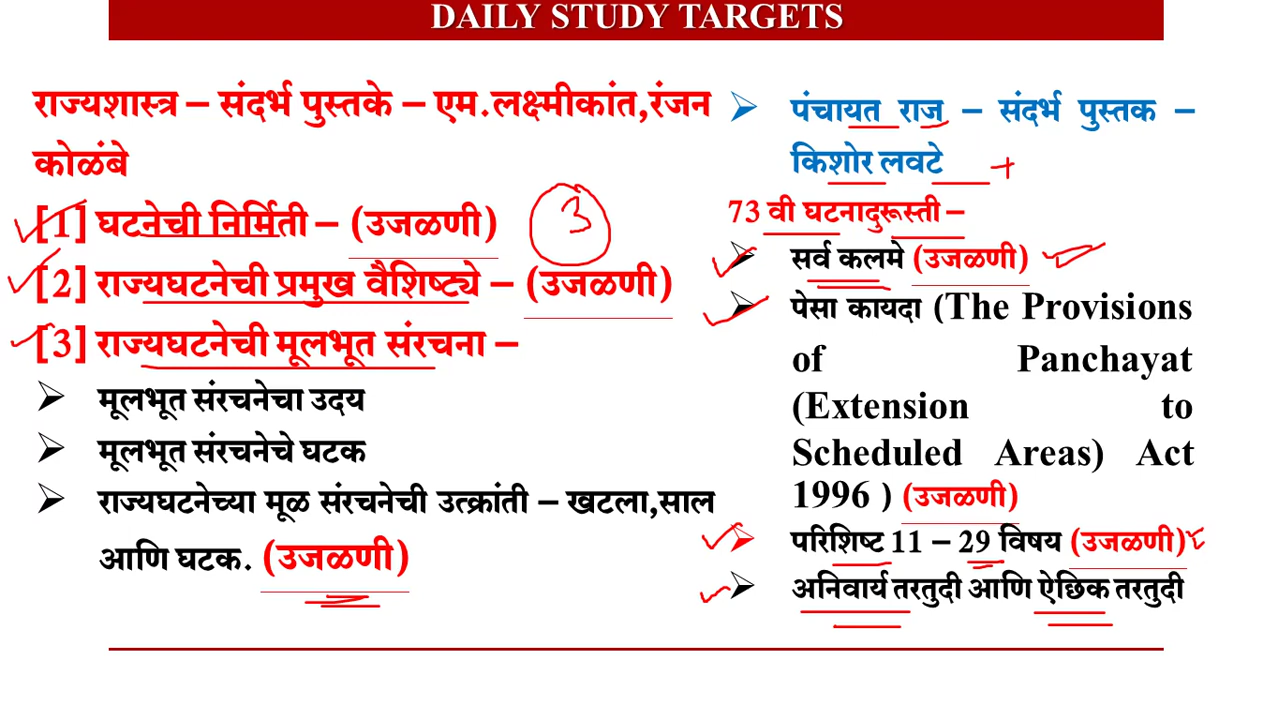 DAILY STUDY TARGETS
राज्यशास्त्र – संदर्भ पुस्तके – एम.लक्ष्मीकांत,रंजन
कोळंबे
[1] घटनेची निर्मिती – (उजळणी)
3
[2] राज्यघटनेची प्रमुख वैशिष्ट्ये – (उजळणी)
[3] राज्यघटनेची मूलभूत संरचना –
मूलभूत संरचनेचा उदय
मूलभूत संरचनेचे घटक
राज्यघटनेच्या मूळ संरचनेची उत्क्रांती – खटला,साल
आणि घटक. (उजळणी)
पंचायत राज – संदर्भ पुस्तक –
किशोर लवटे +
73 वी घटनादुरूस्ती –
सर्व कलमे (उजळणी)
पेसा कायदा (The Provisions
of Panchayat
(Extension to
Scheduled Areas) Act
1996 ) (उजळणी)
परिशिष्ट 11 – 29 विषय (उजळणी)
अनिवार्य तरतुदी आणि ऐछिक तरतुदी